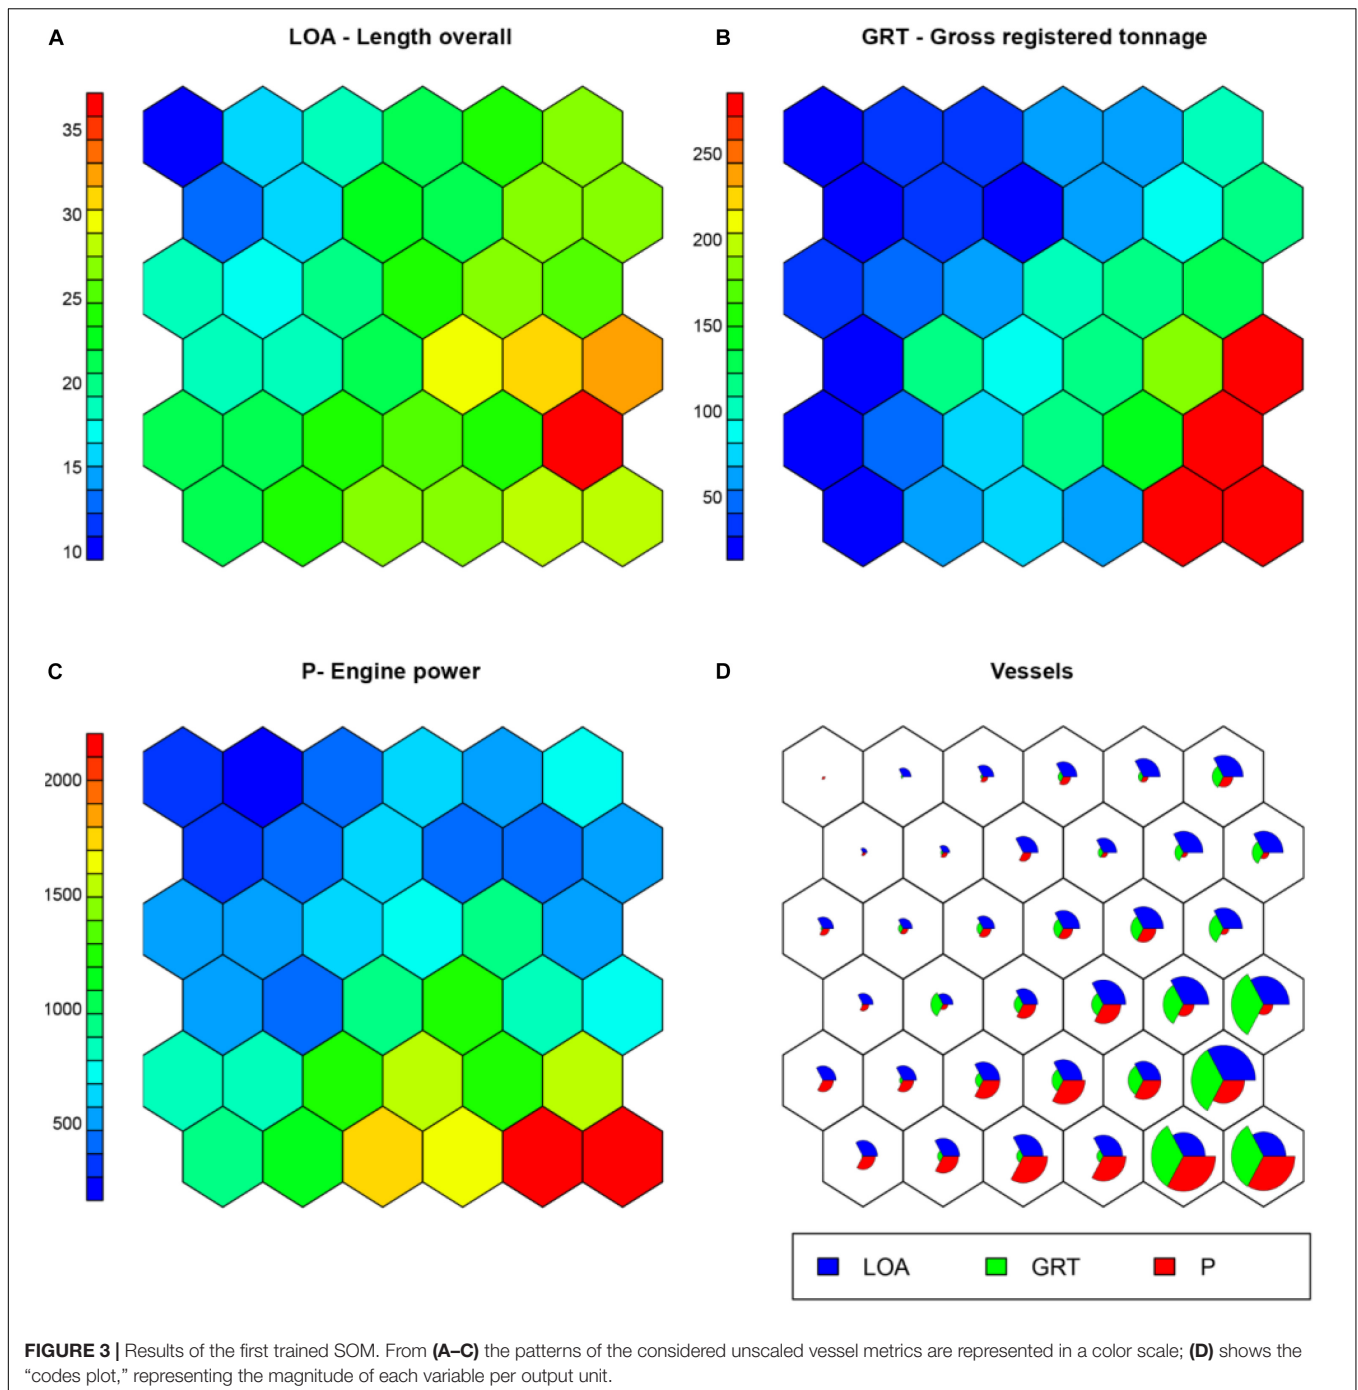 A
LOA - Length overall
35
30
25
20
15
10
B
GRT - Gross registered tonnage
250
200
150
100
50
C
P- Engine power
2000
1500
1000
500
D
Vessels
LOA
GRT
P
FIGURE 3 | Results of the first trained SOM. From (A–C) the patterns of the considered unscaled vessel metrics are represented in a color scale; (D) shows the
“codes plot,” representing the magnitude of each variable per output unit.